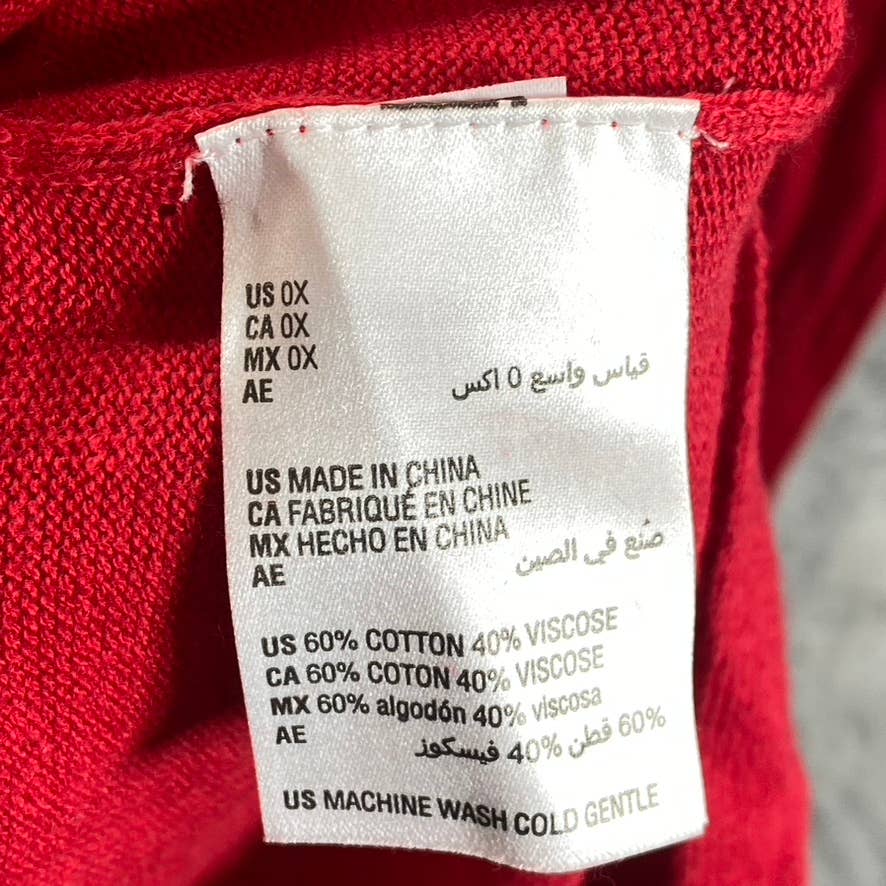 US 0X
CA 0X
MX 0X
AE قياس واسع 0 اكس
US MADE IN CHINA
CA FABRIQUÉ EN CHINE
MX HECHO EN CHINA
AE صُنع في الصين
US 60% COTTON 40% VISCOSE
CA 60% COTON 40% VISCOSE
MX 60% algodón 40% viscosa
AE 60% قطن 40% فيسكوز
US MACHINE WASH COLD GENTLE